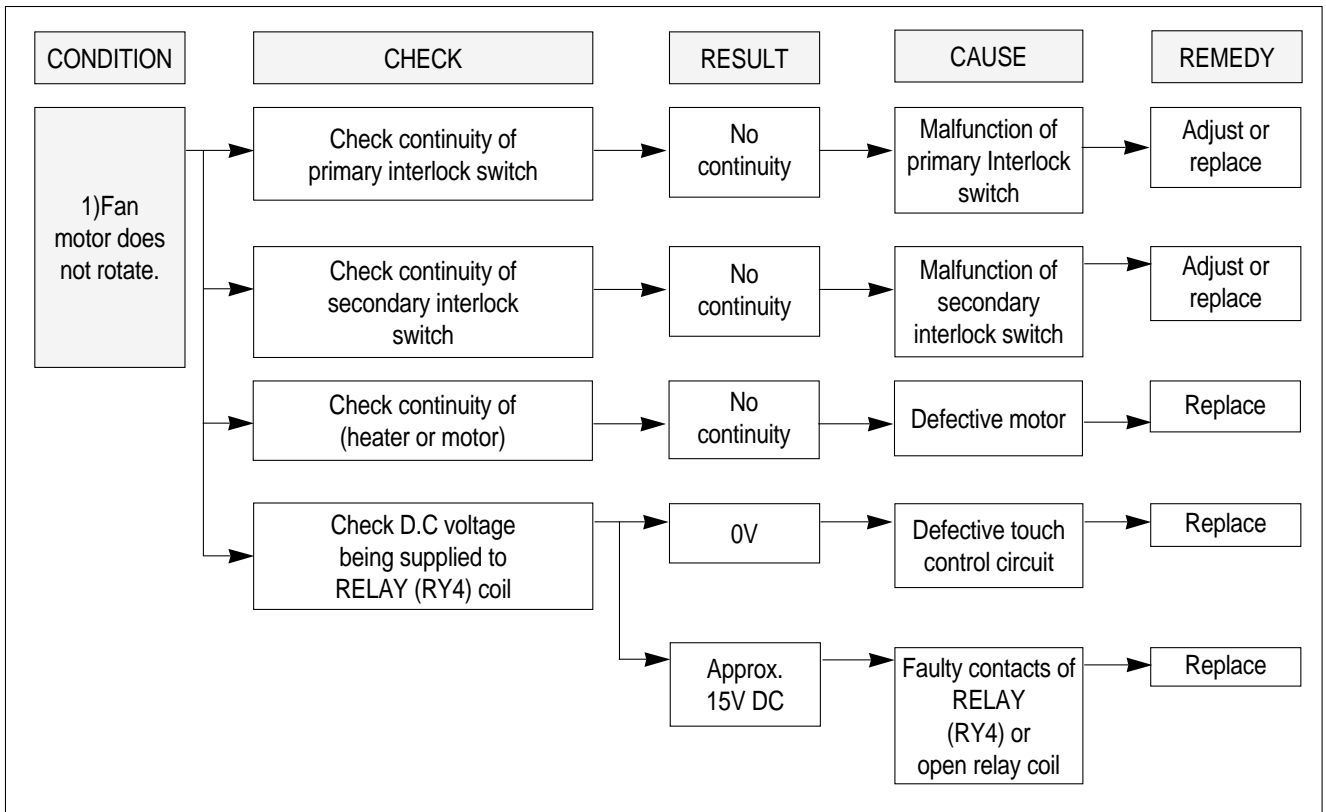 CONDITION
CHECK
RESULT
CAUSE
REMEDY
1)Fan
motor does
not rotate.
Check continuity of
primary interlock switch
No
continuity
Malfunction of
primary Interlock
switch
Adjust or
replace
Check continuity of
secondary interlock
switch
No
continuity
Malfunction of
secondary
interlock switch
Adjust or
replace
Check continuity of
(heater or motor)
No
continuity
Defective motor
Replace
Check D.C voltage
being supplied to
RELAY (RY4) coil
0V
Defective touch
control circuit
Replace
Approx.
15V DC
Faulty contacts of
RELAY
(RY4) or
open relay coil
Replace